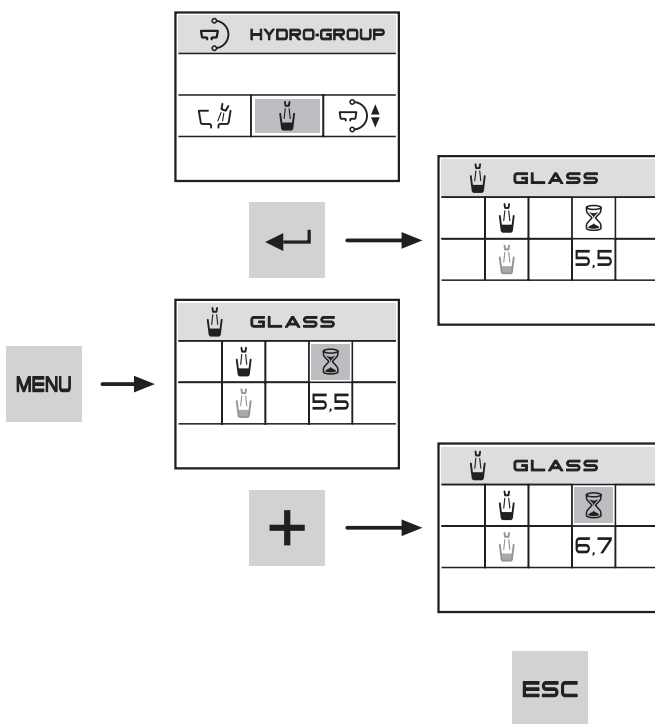 HYDRO-GROUP
GLASS
5,5
GLASS
MENU
5,5
GLASS
6,7
ESC